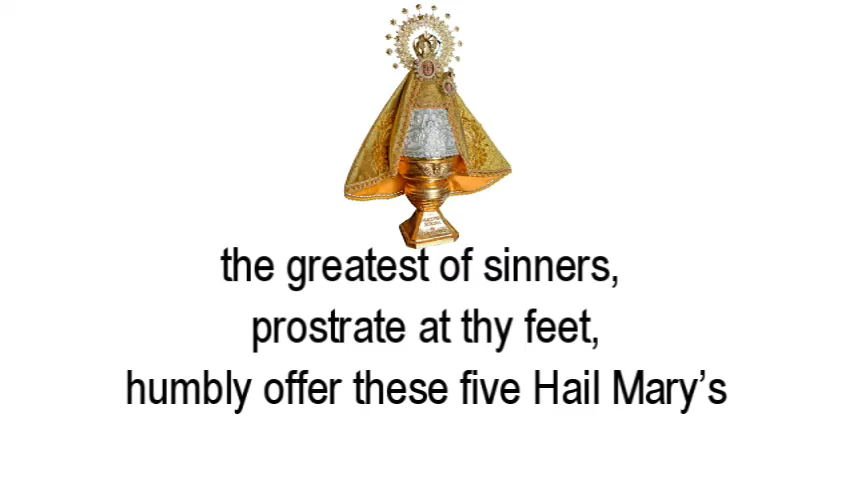 the greatest of sinners,
prostrate at thy feet,
humbly offer these five Hail Mary’s